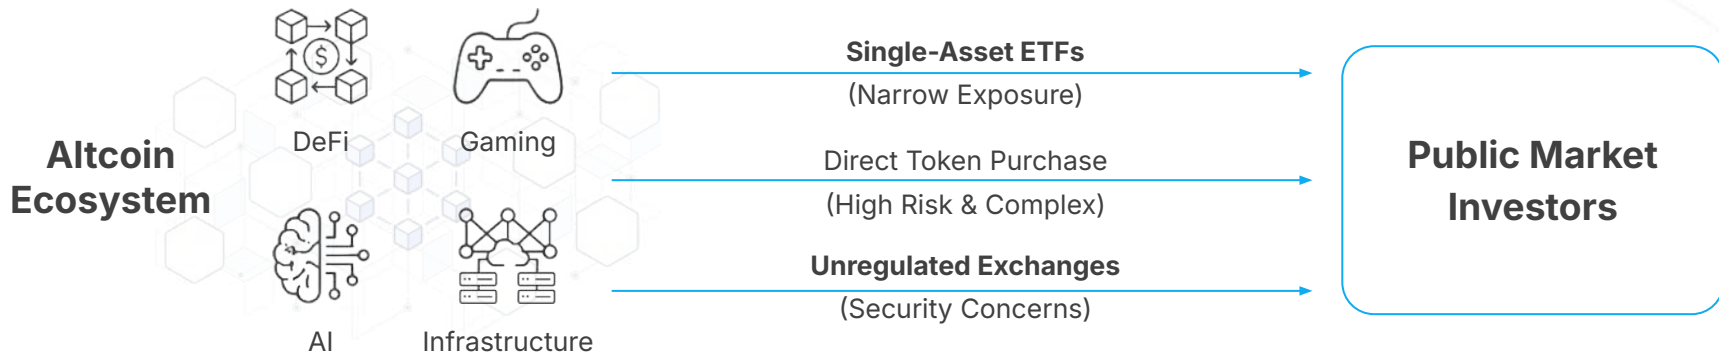 Altcoin
Ecosystem
$
DeFi
Gaming
AI
Infrastructure
Single-Asset ETFs
(Narrow Exposure)
Direct Token Purchase
(High Risk & Complex)
Unregulated Exchanges
(Security Concerns)
Public Market
Investors